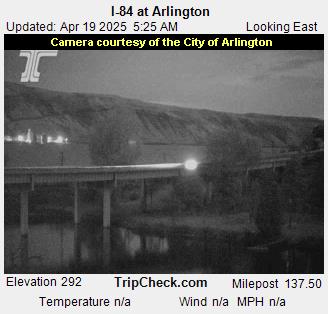 I-84 at Arlington
Updated: Apr 19 2025 5:25 AM Looking East
Camera courtesy of the City of Arlington
Elevation 292 TripCheck.com Milepost 137.50
Temperature n/a Wind n/a MPH n/a